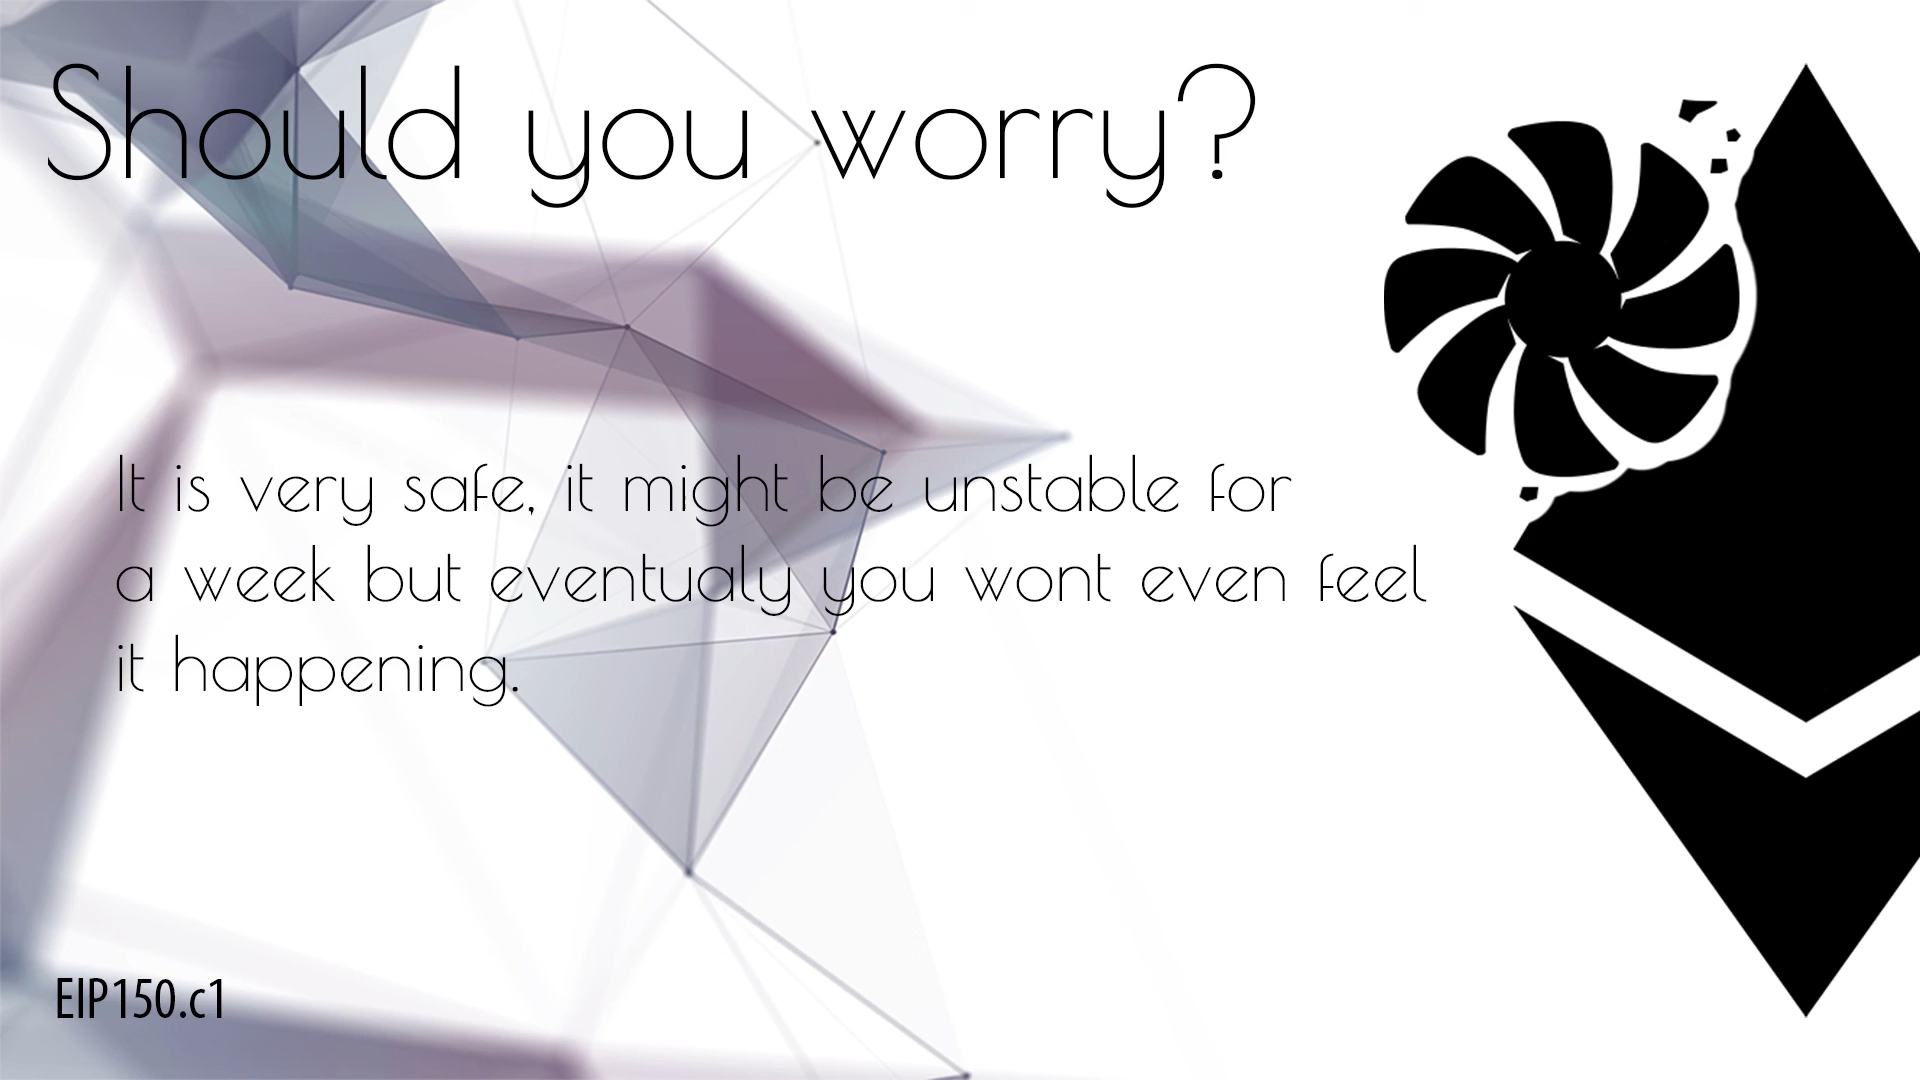 Should you worry?
It is very safe, it might be unstable for
a week but eventualy you wont even feel
it happening.
EIP150.c1